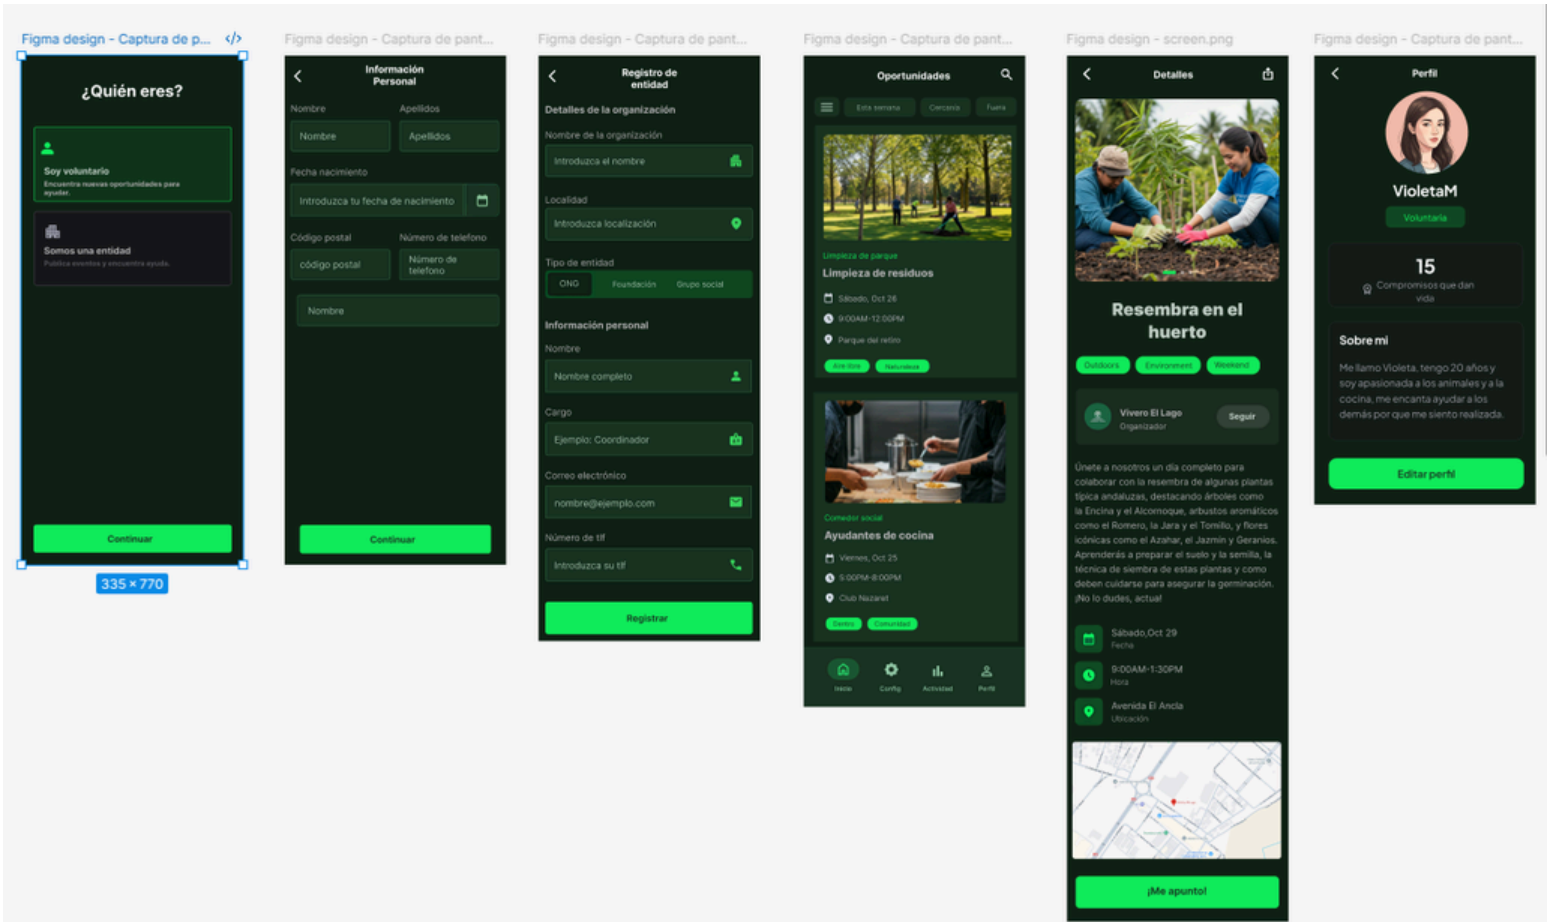 Figma design - Captura de p...
¿Quién eres?
Soy voluntario
Encuentra nuevas oportunidades para
ayuder.
Somos una entidad
Publica eventos y encuentra ayuda.
Continuar
335 × 770
Figma design - Captura de pant...
Información
Personal
Nombre
Apellidos
Nombre
Apellidos
Fecha nacimiento
Introduzca tu fecha de nacimiento
Código postal
Número de telefono
código postal
Número de
telefono
Nombre
Continuar
Figma design - Captura de pant...
Registro de
entidad
Detalles de la organización
Nombre de la organización
Introduzca el nombre
Localidad
Introduzca localización
Tipo de entidad
ONG
Foundación
Grupo social
Información personal
Nombre
Nombre completo
Cargo
Ejemplo: Coordinador
Correo electrónico
nombre@ejemplo.com
Número de tlf
Introduzca su tlf
Registrar
Figma design - Captura de pant...
Oportunidades
Esta semana
Cercanía
Fuera
Limpieza de parque
Limpieza de residuos
Sábado, Oct 26
9:00AM-12:00PM
Parque del retiro
Aire libre
Naturaleza
Comedor social
Ayudantes de cocina
Viernes, Oct 25
5:00PM-8:00PM
Club Nazaret
Dentro
Comunidad
Inicio
Config
Actividad
Perfil
Figma design - screen.png
Detalles
Resembra en el
huerto
Outdoors
Environment
Weekend
Vivero El Lago
Organizador
Seguir
Únete a nosotros un día completo para
colaborar con la resembra de algunas plantas
típica andaluzas, destacando árboles como
la Encina y el Alcornoque, arbustos aromáticos
como el Romero, la Jara y el Tomillo, y flores
icónicas como el Azahar, el Jazmín y Geranios.
Aprenderás a preparar el suelo y la semilla, la
técnica de siembra de estas plantas y como
deben cuidarse para asegurar la germinación.
¡No lo dudes, actua!
Sábado,Oct 29
Fecha
9:00AM-1:30PM
Hora
Avenida El Ancla
Ubicación
¡Me apunto!
Figma design - Captura de pant...
Perfil
VioletaM
Voluntaria
15
Compromisos que dan
vida
Sobre mi
Me llamo Violeta, tengo 20 años y
soy apasionada a los animales y a la
cocina, me encanta ayudar a los
demás por que me siento realizada.
Editar perfil